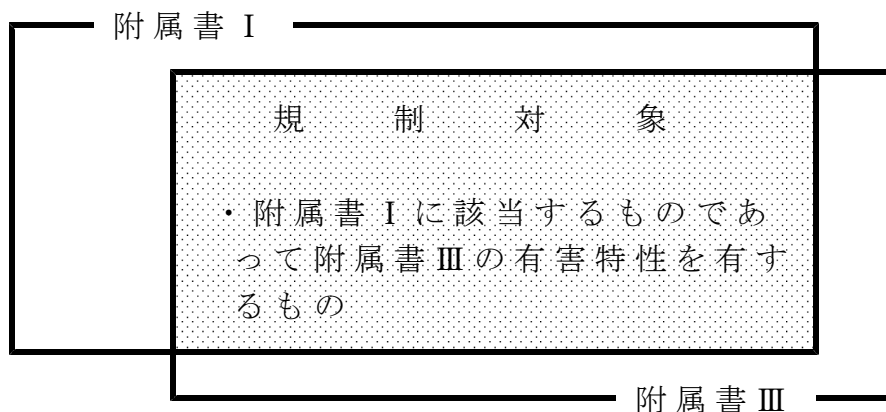 附属書Ⅰ
規制対象
・附属書Ⅰに該当するものであ
って附属書Ⅲの有害特性を有す
るもの
附属書Ⅲ